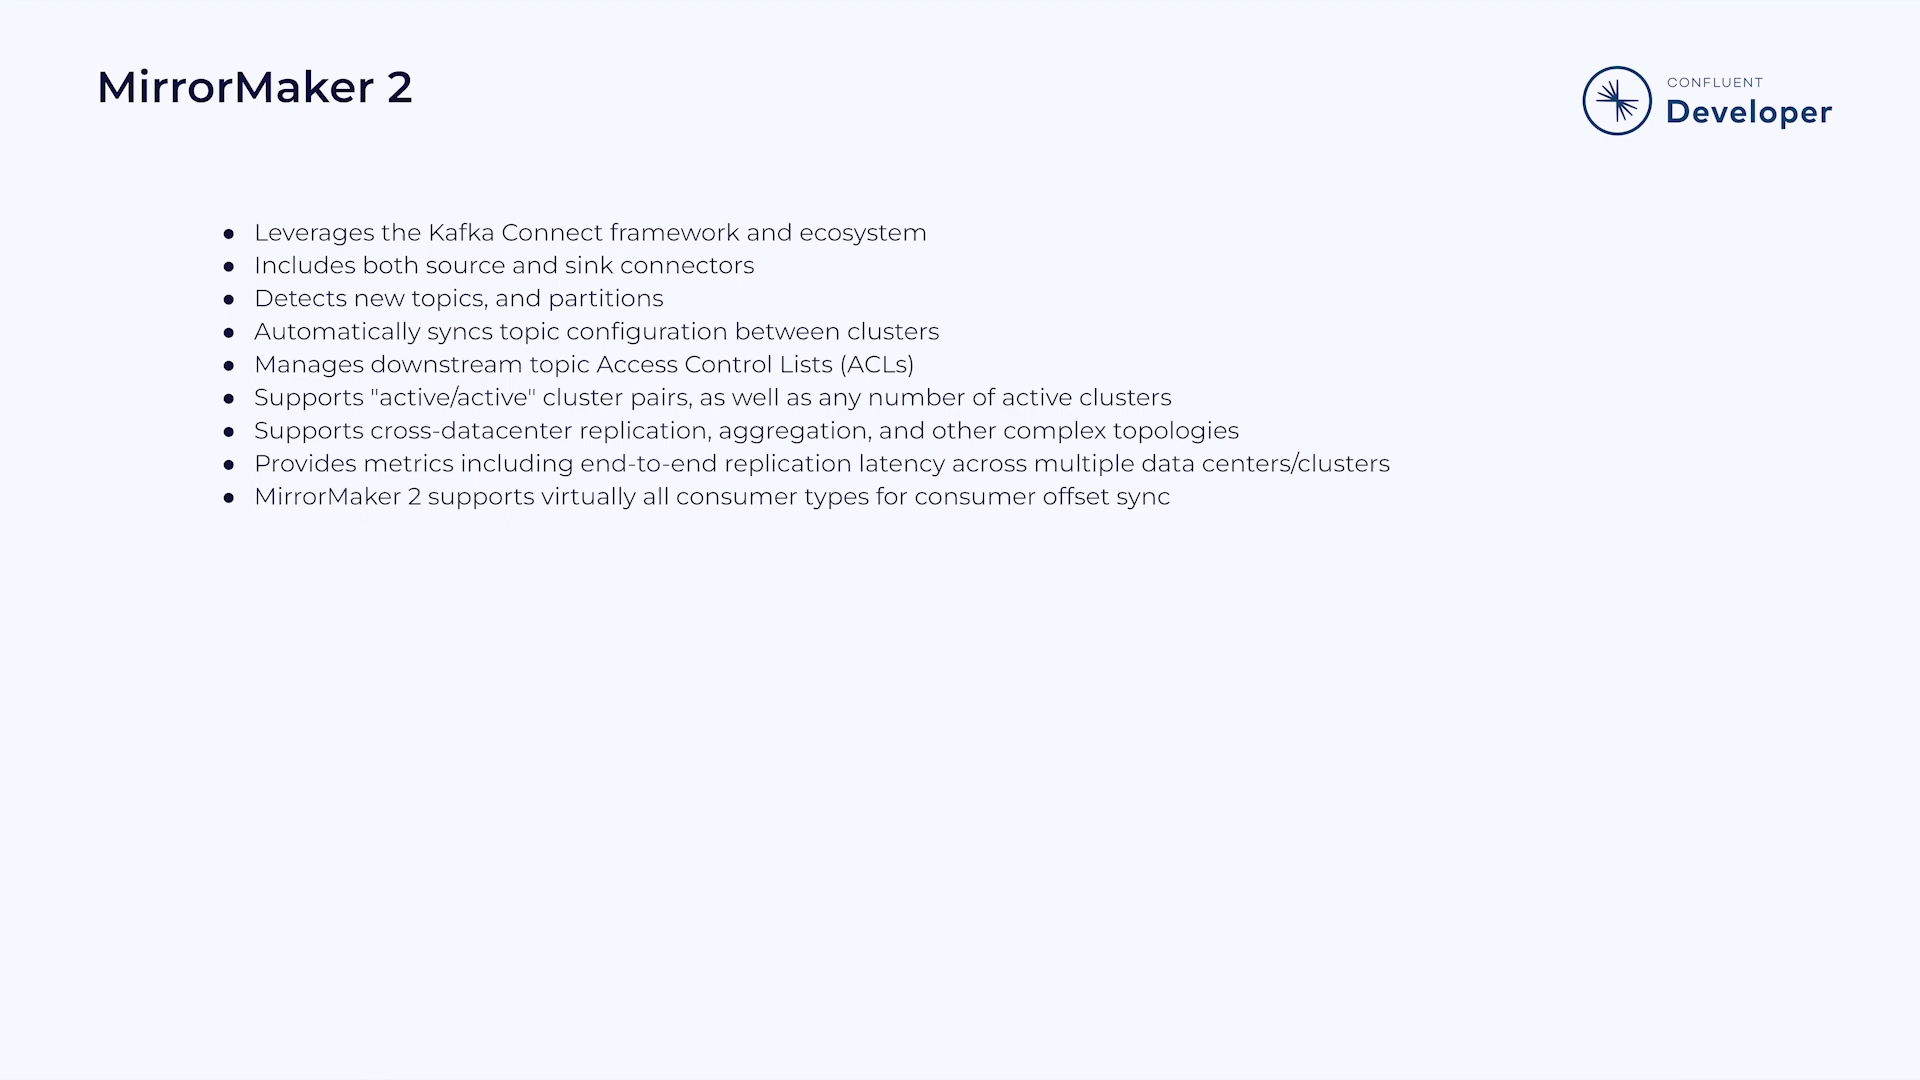 MirrorMaker 2
CONFLUENT
Developer
● Leverages the Kafka Connect framework and ecosystem
● Includes both source and sink connectors
● Detects new topics, and partitions
● Automatically syncs topic configuration between clusters
● Manages downstream topic Access Control Lists (ACLs)
● Supports "active/active" cluster pairs, as well as any number of active clusters
● Supports cross-datacenter replication, aggregation, and other complex topologies
● Provides metrics including end-to-end replication latency across multiple data centers/clusters
● MirrorMaker 2 supports virtually all consumer types for consumer offset sync